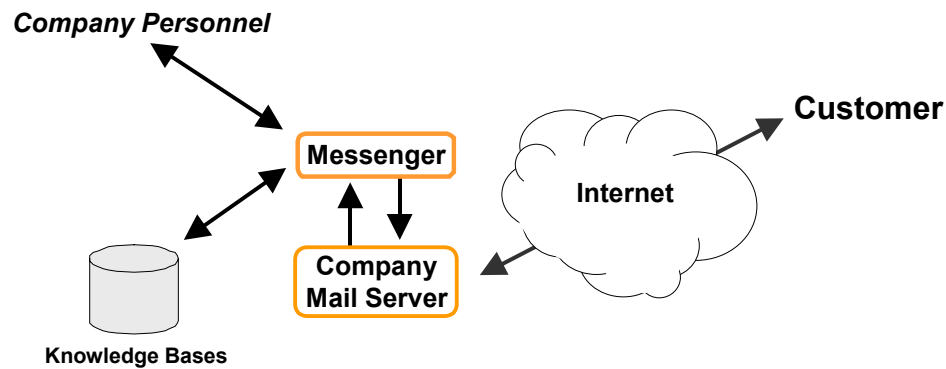 Company Personnel
Customer
Messenger
Internet
Company
Mail Server
Knowledge Bases